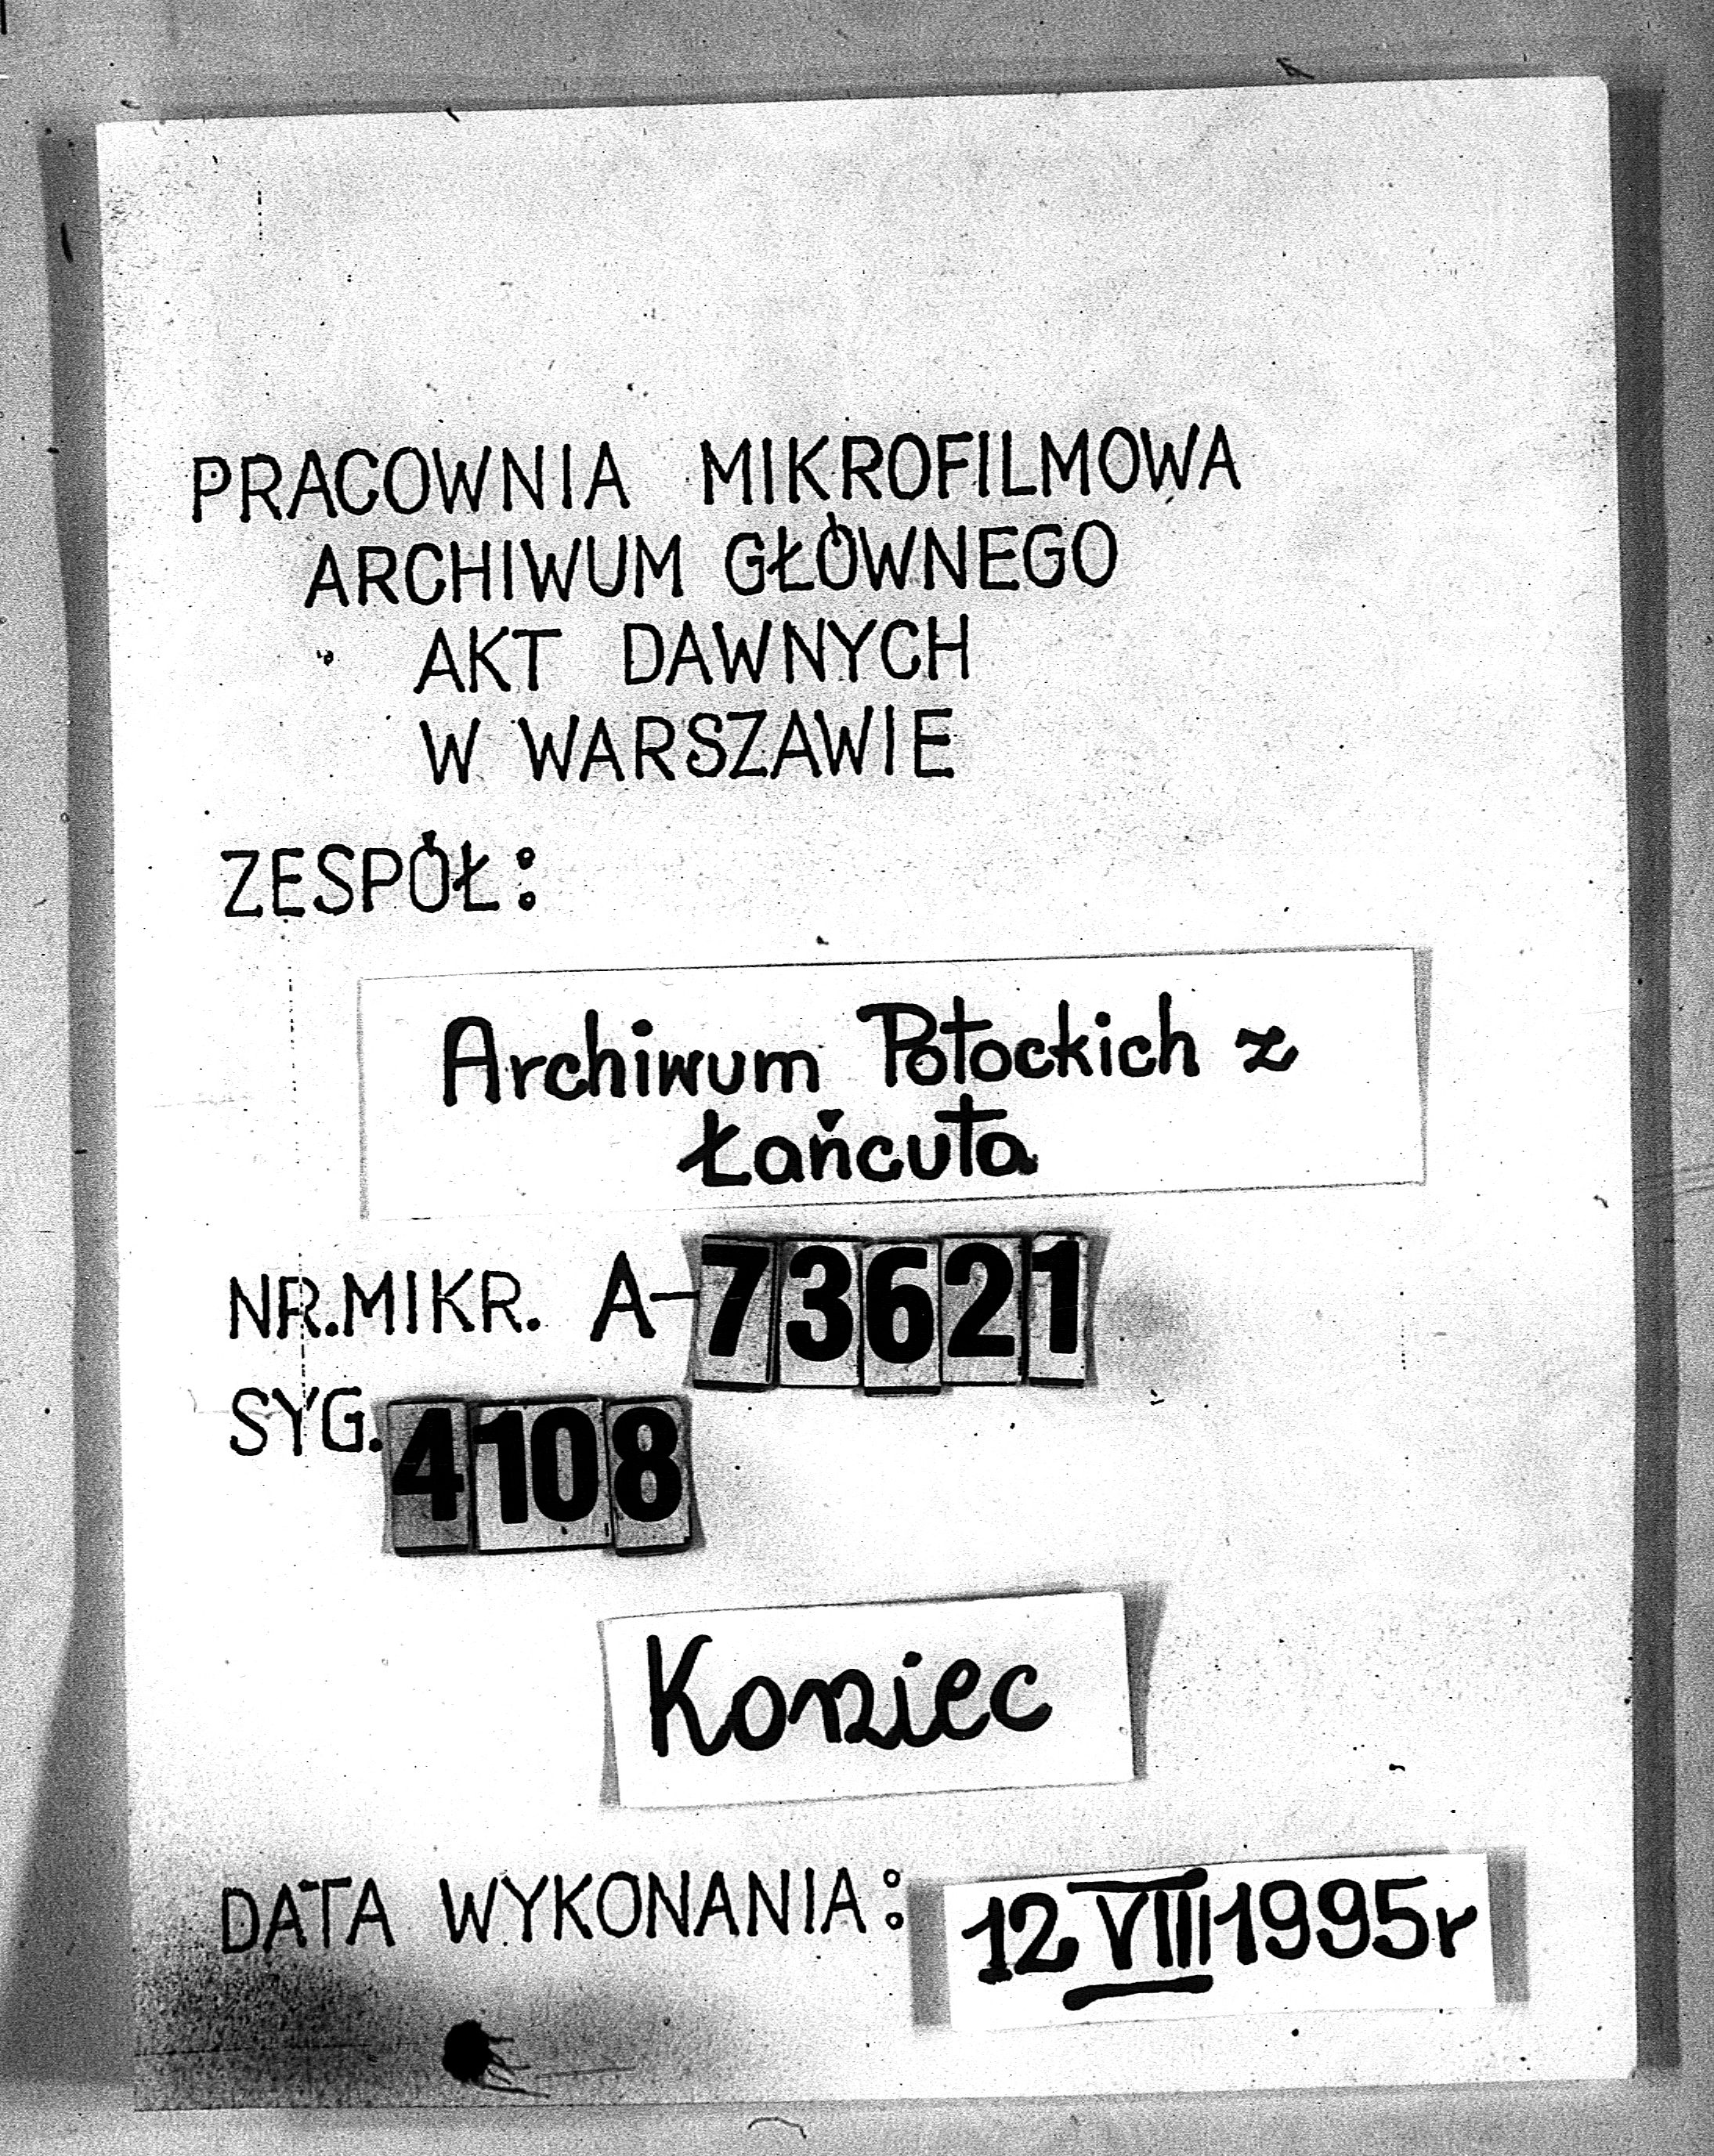 PRACOWNIA MIKROFILMOWA
ARCHIWUM GŁÓWNEGO
AKT DAWNYCH
W WARSZAWIE
ZESPÓŁ:
Archiwum Potockich z
Łańcuta
NR.MIKR. A-73621
SYG. 4108
Koniec
DATA WYKONANIA: 12 VIII 1995r